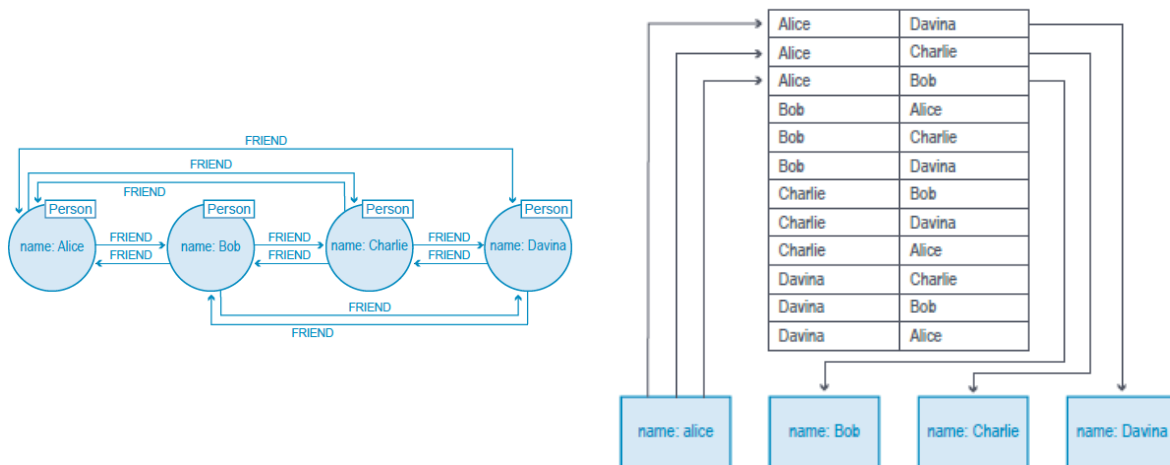 FRIEND
FRIEND
FRIEND
Person
Person
Person
Person
name: Alice
FRIEND
FRIEND
name: Bob
FRIEND
FRIEND
name: Charlie
FRIEND
FRIEND
name: Davina
FRIEND
FRIEND
Alice Davina
Alice Charlie
Alice Bob
Bob Alice
Bob Charlie
Bob Davina
Charlie Bob
Charlie Davina
Charlie Alice
Davina Charlie
Davina Bob
Davina Alice
name: alice
name: Bob
name: Charlie
name: Davina